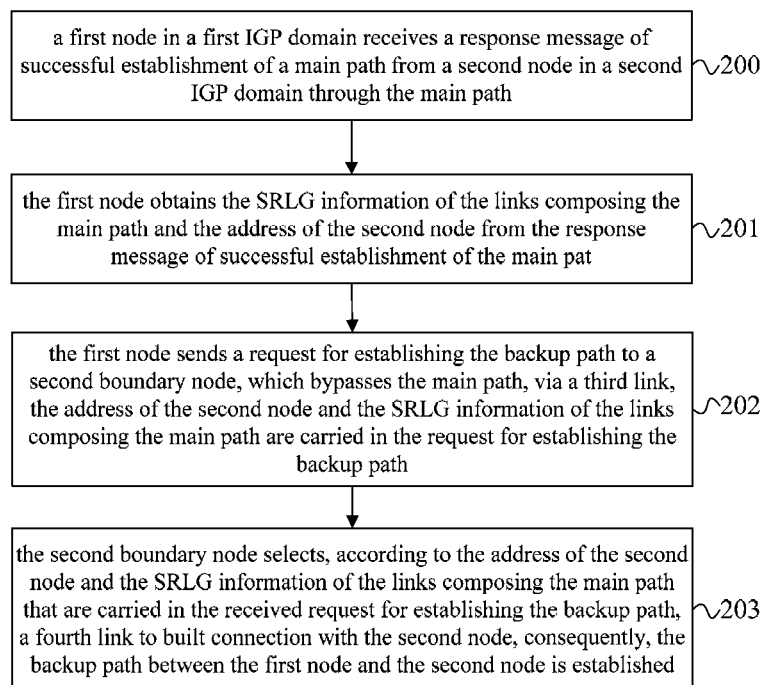 a first node in a first IGP domain receives a response message of
successful establishment of a main path from a second node in a second
IGP domain through the main path
200
the first node obtains the SRLG information of the links composing the
main path and the address of the second node from the response
message of successful establishment of the main pat
201
the first node sends a request for establishing the backup path to a
second boundary node, which bypasses the main path, via a third link,
the address of the second node and the SRLG information of the links
composing the main path are carried in the request for establishing the
backup path
202
the second boundary node selects, according to the address of the second
node and the SRLG information of the links composing the main path
that are carried in the received request for establishing the backup path,
a fourth link to built connection with the second node, consequently, the
backup path between the first node and the second node is established
203